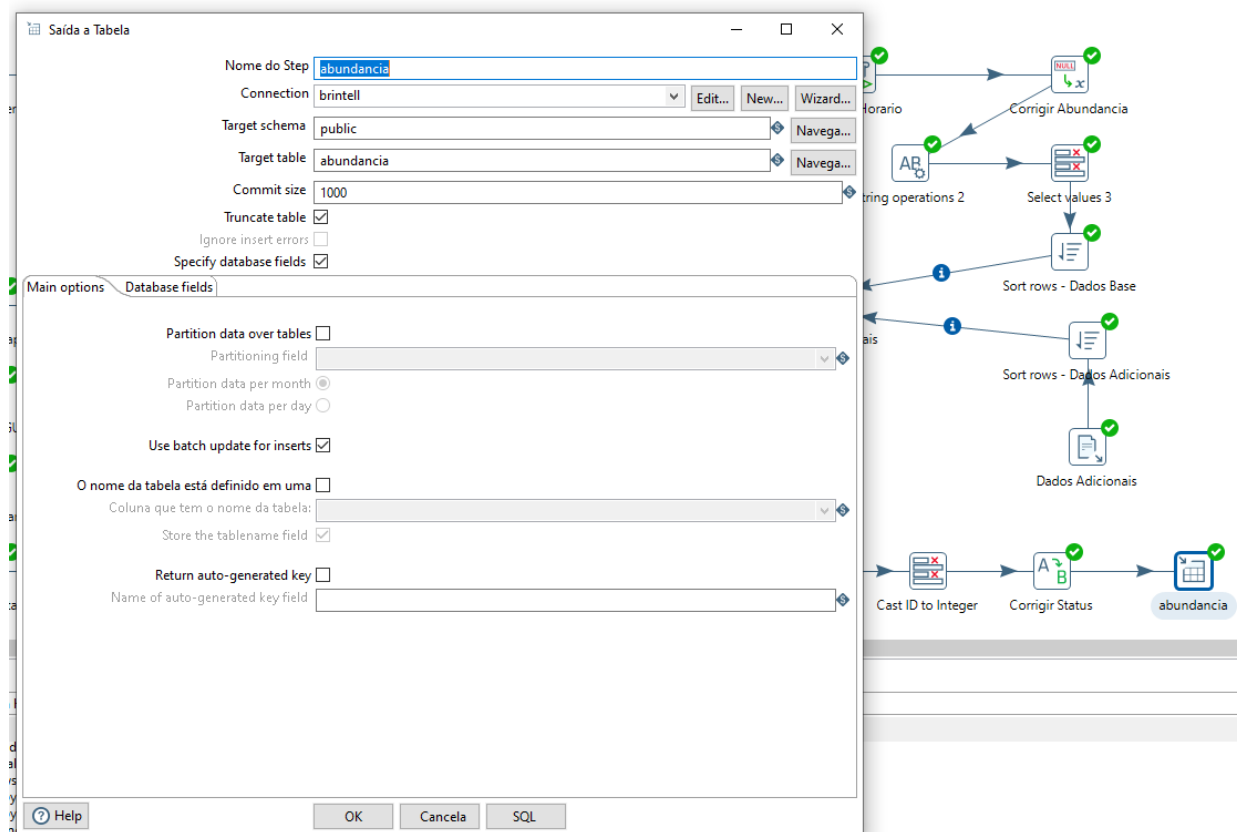 Saída a Tabela
Nome do Step abundancia
Connection brintell Edit... New... Wizard...
Target schema public Navega...
Target table abundancia Navega...
Commit size 1000
Truncate table
Ignore insert errors
Specify database fields
Main options Database fields
Partition data over tables
Partitioning field
Partition data per month
Partition data per day
Use batch update for inserts
O nome da tabela está definido em uma
Coluna que tem o nome da tabela:
Store the tablename field
Return auto-generated key
Name of auto-generated key field
Help OK Cancela SQL
Horario
NULL
x
Corrigir Abundancia
AB
tring operations 2
Select values 3
Sort rows - Dados Base
ais
Sort rows - Dados Adicionais
Dados Adicionais
Cast ID to Integer
A
B
Corrigir Status
abundancia